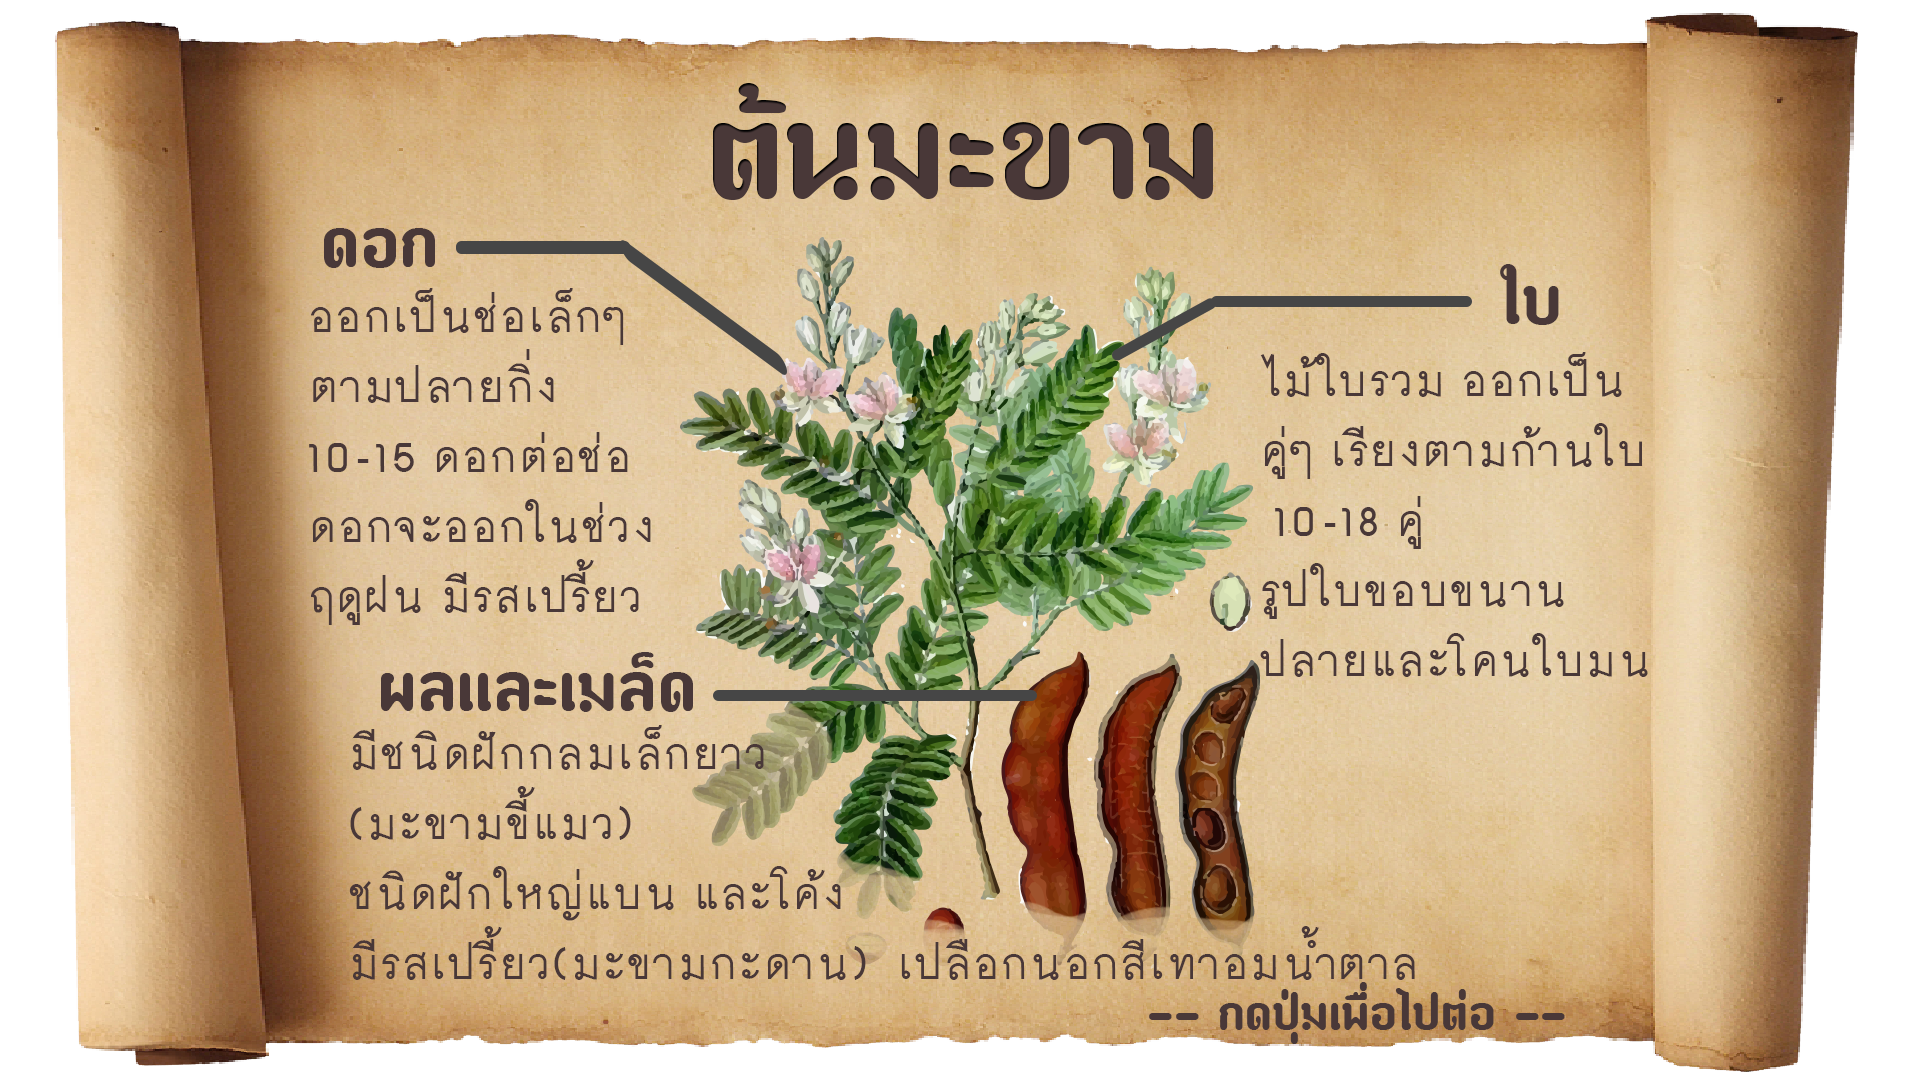 ต้นมะขาม
ดอก
ออกเป็นช่อเล็กๆ
ตามปลายกิ่ง
10-15 ดอกต่อช่อ
ดอกจะออกในช่วง
ฤดูฝน มีรสเปรี้ยว
ใบ
ไม้ใบรวม ออกเป็น
คู่ๆ เรียงตามก้านใบ
10-18 คู่
รูปใบขอบขนาน
ปลายและโคนใบมน
ผลและเมล็ด
มีชนิดฝักกลมเล็กยาว
(มะขามขี้แมว)
ชนิดฝักใหญ่แบน และโค้ง
มีรสเปรี้ยว(มะขามกะดาน) เปลือกนอกสีเทาอมน้ำตาล
-- กดปุ่มเพื่อไปต่อ --